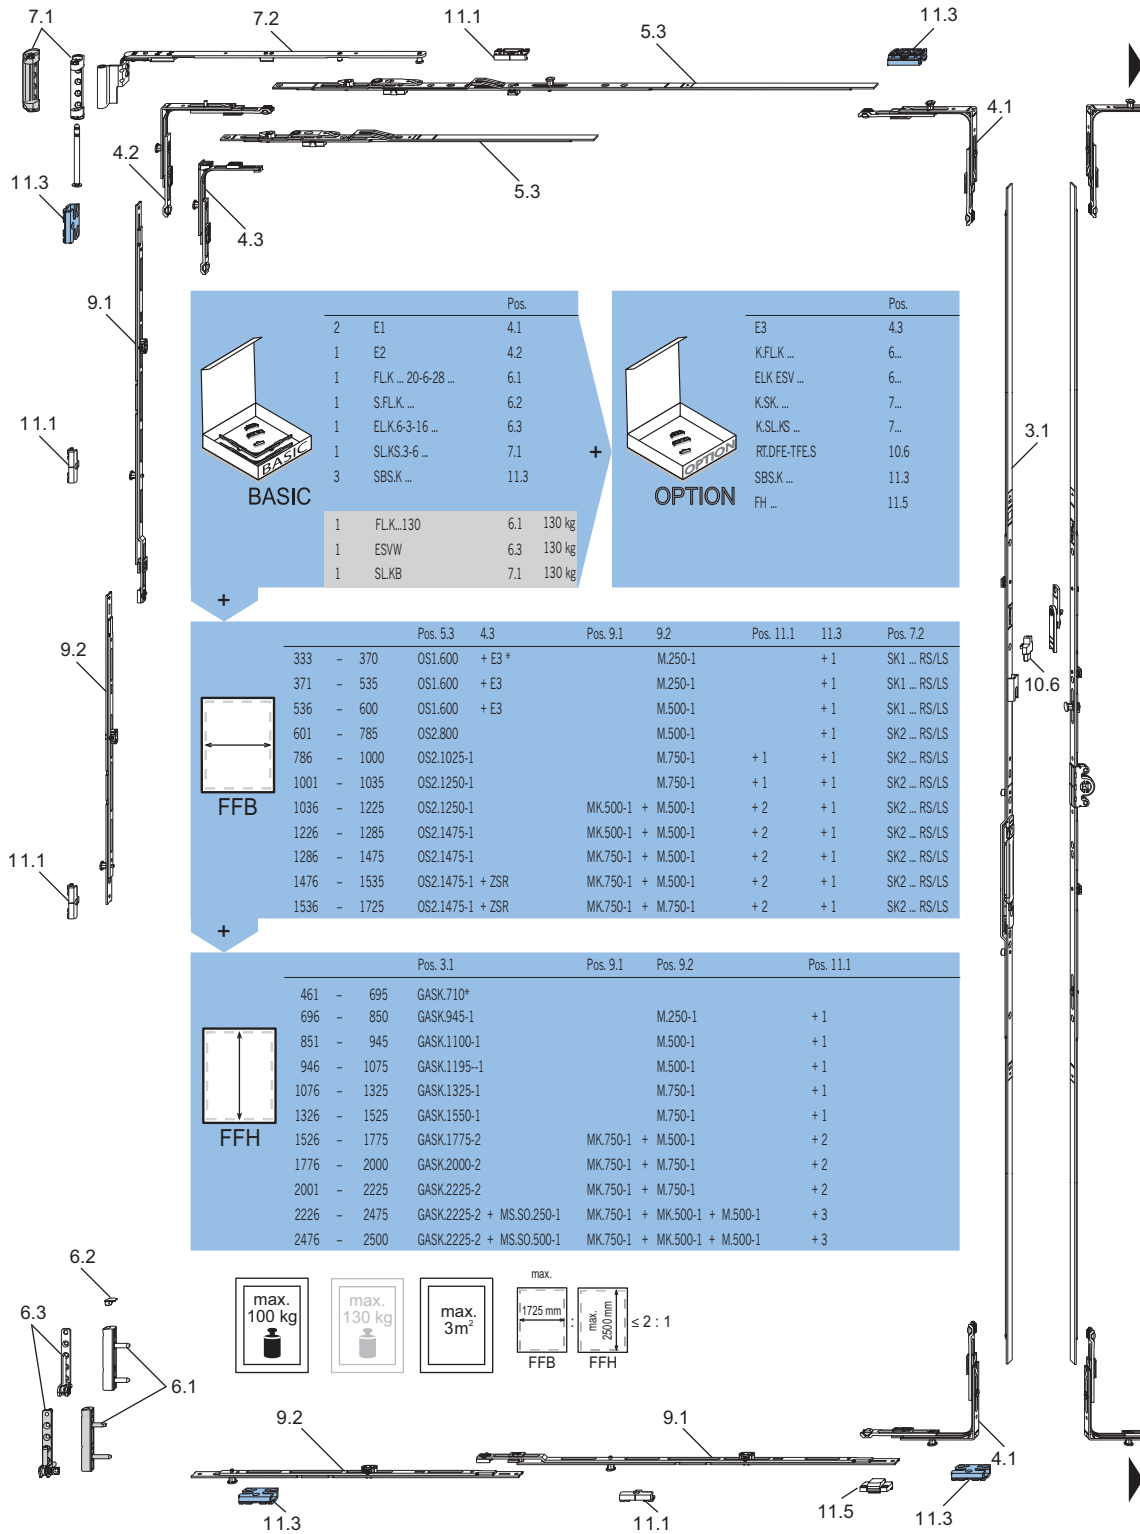 7.1 7.2 11.1 5.3 11.3
4.2 4.1
11.3 5.3
4.3
9.1
11.1
3.1
Pos.
2 E1 4.1
1 E2 4.2
1 FL.K ... 20-6-28 ... 6.1
1 S.FL.K. ... 6.2
1 EL.K.6-3-16 ... 6.3
1 SL.KS.3-6 ... 7.1
3 SBS.K ... 11.3
BASIC
BASIC
1 FL.K...130 6.1 130 kg
1 ESVW 6.3 130 kg
1 SL.KB 7.1 130 kg
+
Pos.
E3 4.3
K.FL.K ... 6...
ELK ESV ... 6...
K.SK. ... 7...
K.SL.KS ... 7...
RT.DFE-TFE.S 10.6
SBS.K ... 11.3
FH ... 11.5
OPTION
OPTION
+
9.2
10.6
11.1
Pos. 5.3 4.3 Pos. 9.1 9.2 Pos. 11.1 11.3 Pos. 7.2
333 – 370 OS1.600 + E3 * M.250-1 + 1 SK1 ... RS/LS
371 – 535 OS1.600 + E3 M.250-1 + 1 SK1 ... RS/LS
536 – 600 OS1.600 + E3 M.500-1 + 1 SK1 ... RS/LS
601 – 785 OS2.800 M.500-1 + 1 SK2 ... RS/LS
786 – 1000 OS2.1025-1 M.750-1 + 1 + 1 SK2 ... RS/LS
1001 – 1035 OS2.1250-1 M.750-1 + 1 + 1 SK2 ... RS/LS
1036 – 1225 OS2.1250-1 MK.500-1 + M.500-1 + 2 + 1 SK2 ... RS/LS
1226 – 1285 OS2.1475-1 MK.500-1 + M.500-1 + 2 + 1 SK2 ... RS/LS
1286 – 1475 OS2.1475-1 MK.750-1 + M.500-1 + 2 + 1 SK2 ... RS/LS
1476 – 1535 OS2.1475-1 + ZSR MK.750-1 + M.500-1 + 2 + 1 SK2 ... RS/LS
1536 – 1725 OS2.1475-1 + ZSR MK.750-1 + M.750-1 + 2 + 1 SK2 ... RS/LS
FFB
+
Pos. 3.1 Pos. 9.1 Pos. 9.2 Pos. 11.1
461 – 695 GASK.710*
696 – 850 GASK.945-1 M.250-1 + 1
851 – 945 GASK.1100-1 M.500-1 + 1
946 – 1075 GASK.1195--1 M.500-1 + 1
1076 – 1325 GASK.1325-1 M.750-1 + 1
1326 – 1525 GASK.1550-1 M.750-1 + 1
1526 – 1775 GASK.1775-2 MK.750-1 + M.500-1 + 2
1776 – 2000 GASK.2000-2 MK.750-1 + M.750-1 + 2
2001 – 2225 GASK.2225-2 MK.750-1 + M.750-1 + 2
2226 – 2475 GASK.2225-2 + MS.SO.250-1 MK.750-1 + MK.500-1 + M.500-1 + 3
2476 – 2500 GASK.2225-2 + MS.SO.500-1 MK.750-1 + MK.500-1 + M.500-1 + 3
FFH
6.2
6.3
6.1
max.
100 kg
max.
130 kg
max.
3m²
max.
1725 mm
FFB
:
max.
2500 mm
FFH
≤ 2 : 1
9.2 9.1 4.1
11.3 11.1 11.5 11.3